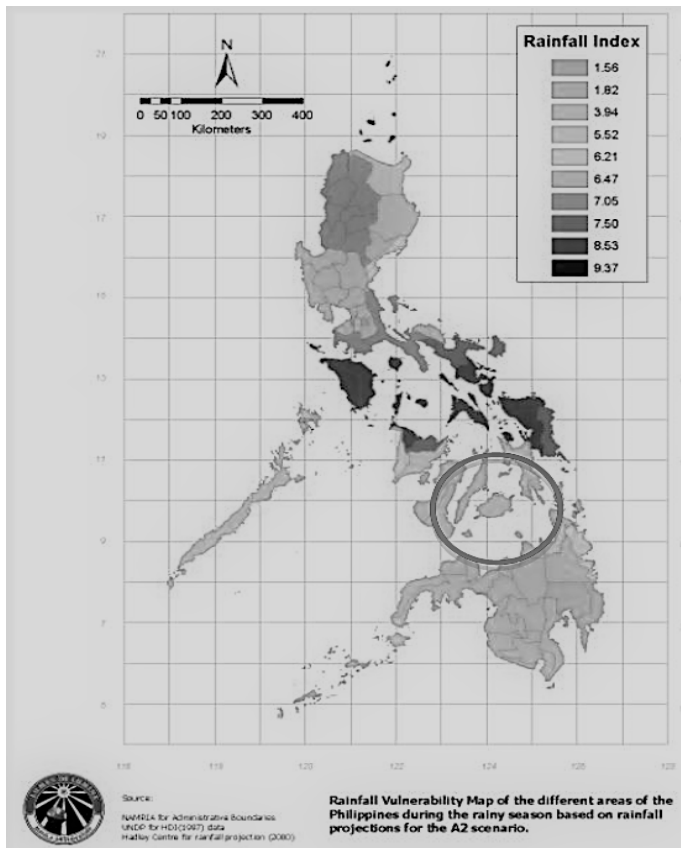 N
0 50 100 200 300 400
Kilometers
Rainfall Index
1.56
1.82
3.94
5.52
6.21
6.47
7.05
7.50
8.53
9.37
21
19
17
15
13
11
9
7
5
118 120 122 124 126 128
Source:
NAMRIA for Administrative Boundaries
UNDP for HDI(1997) data
Hadley Centre for rainfall projection (2080)
Rainfall Vulnerability Map of the different areas of the
Philippines during the rainy season based on rainfall
projections for the A2 scenario.